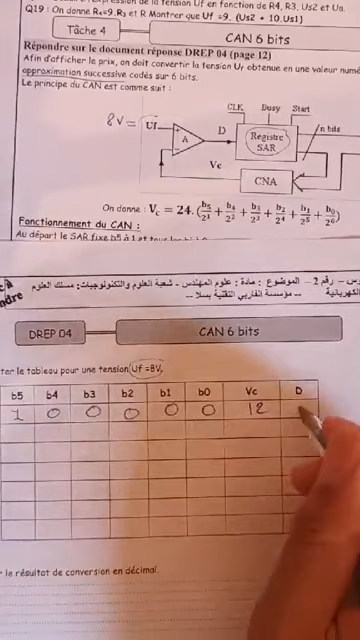 Q19 : On donne R₄=9.R₃ et R Montrer que Uf =9. (Us2 + 10.Us1)
Tâche 4
CAN 6 bits
Répondre sur le document réponse DREP 04 (page 12)
Afin d'afficher le prix, on doit convertir la tension Uf obtenue en une valeur numé
approximation successive codés sur 6 bits.
Le principe du CAN est comme suit :
CLK Busy Start
8V = Uf
A
D
Registre
SAR
n bits
Vc
CNA
On donne : Vc = 24.(b5/2¹ + b4/2² + b3/2³ + b2/2⁴ + b1/2⁵ + b0/2⁶)
Fonctionnement du CAN :
Au départ le SAR fixe b5 à 1 et tous les
DREP 04
CAN 6 bits
ter le tableau pour une tension Uf =8V,
b5 b4 b3 b2 b1 b0 Vc D
1 0 0 0 0 0 12
le résultat de conversion en décimal.